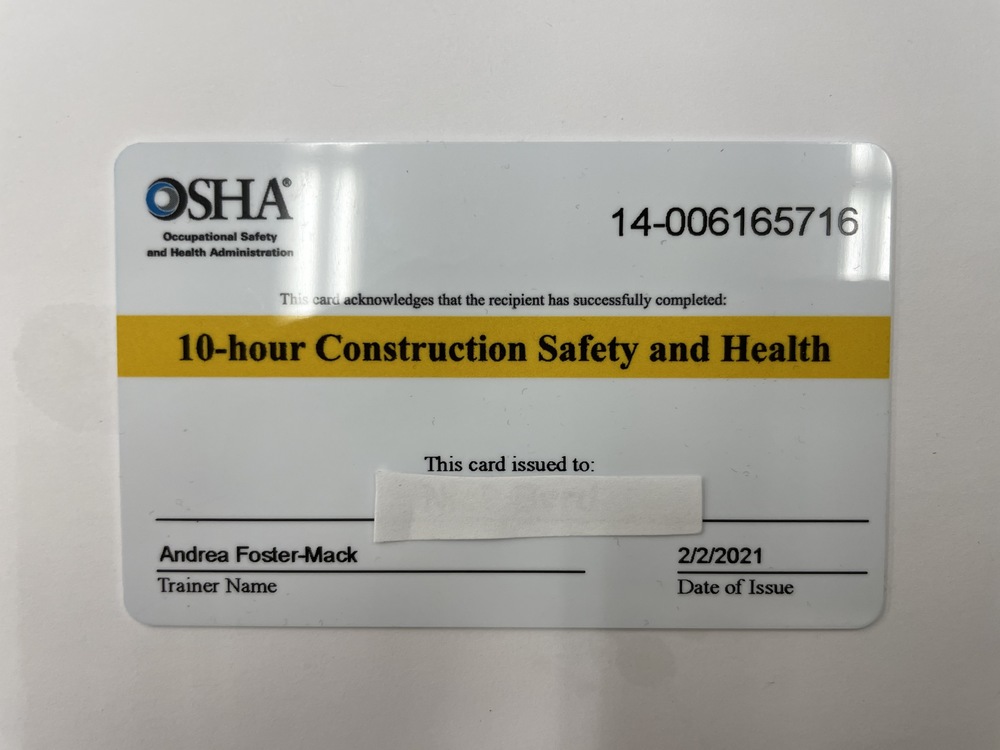 OSHA®
Occupational Safety
and Health Administration
14-006165716
This card acknowledges that the recipient has successfully completed:
10-hour Construction Safety and Health
This card issued to:
Andrea Foster-Mack
2/2/2021
Trainer Name
Date of Issue